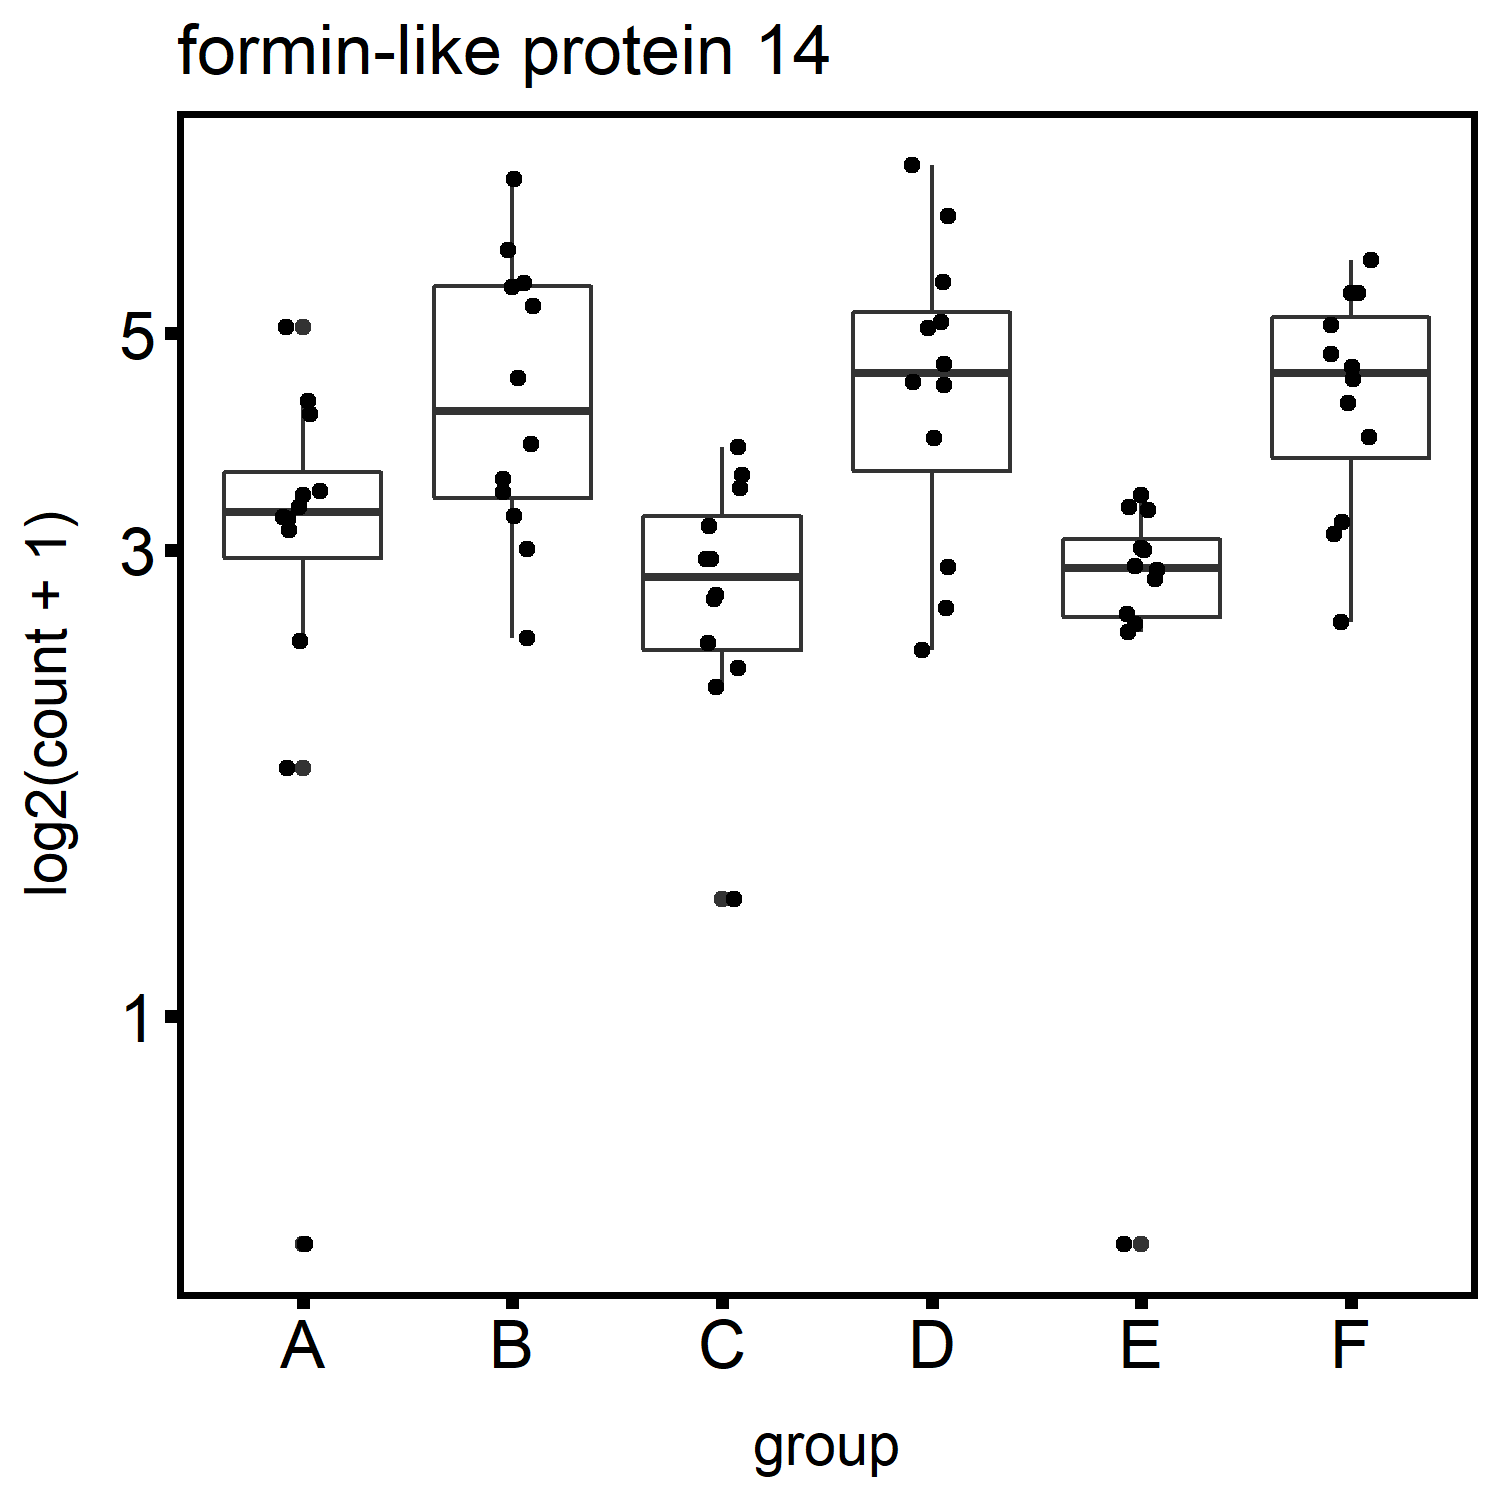 formin-like protein 14
log2(count + 1)
5
3
1
A B C D E F
group